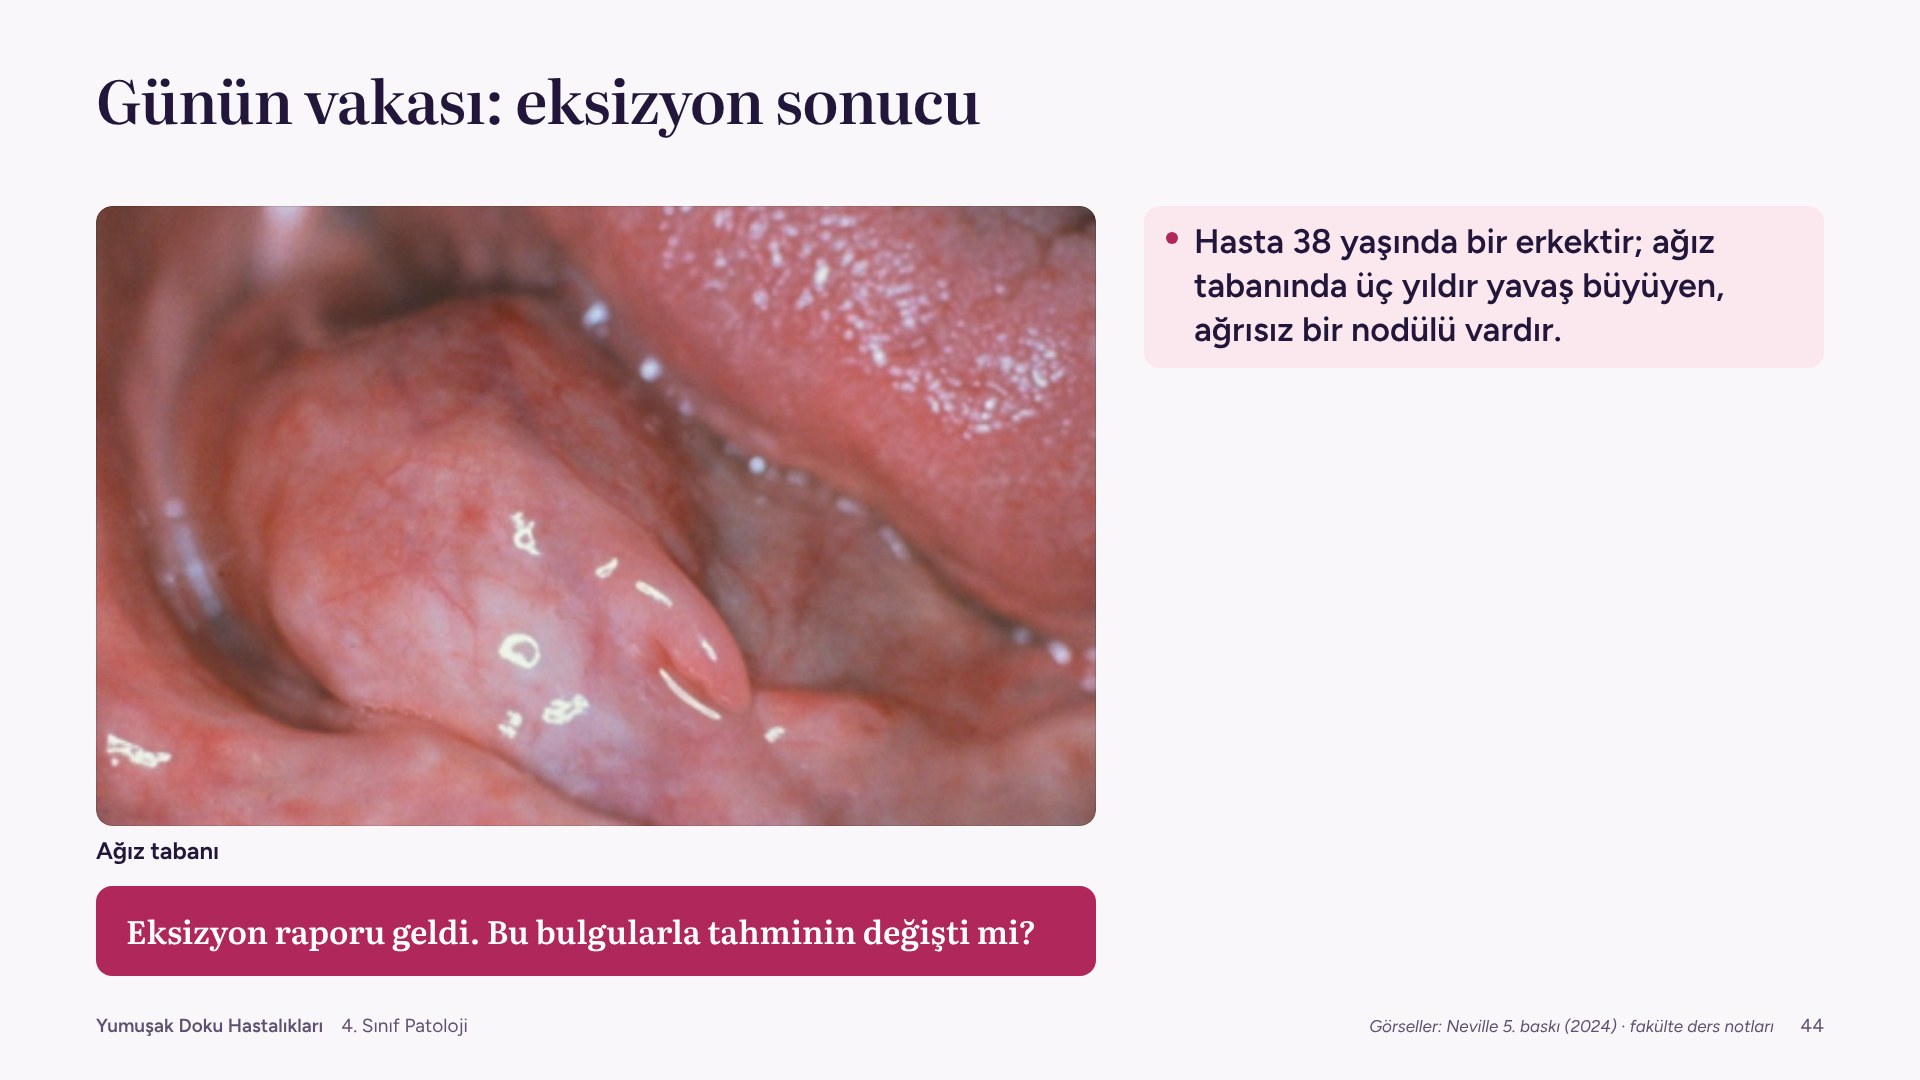 Günün vakası: eksizyon sonucu
Hasta 38 yaşında bir erkektir; ağız
tabanında üç yıldır yavaş büyüyen,
ağrısız bir nodülü vardır.
Ağız tabanı
Eksizyon raporu geldi. Bu bulgularla tahminin değişti mi?
Yumuşak Doku Hastalıkları 4. Sınıf Patoloji
Görseller: Neville 5. baskı (2024) · fakülte ders notları 44